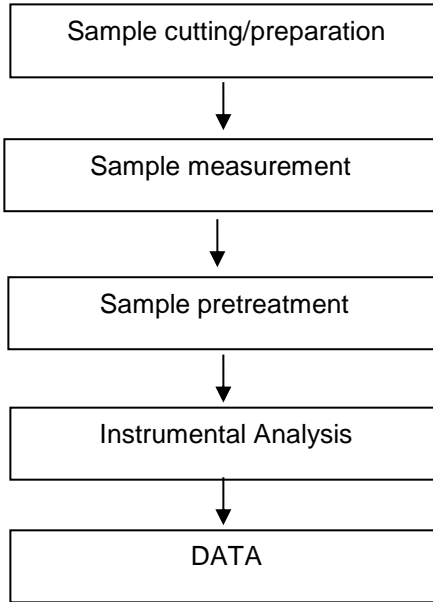 Sample cutting/preparation
Sample measurement
Sample pretreatment
Instrumental Analysis
DATA